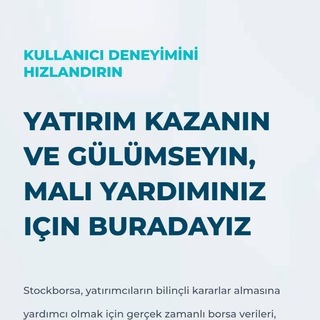 KULLANICI DENEYİMİNİ
HIZLANDIRIN
YATIRIM KAZANIN
VE GÜLÜMSEYIN,
MALI YARDIMINIZ
IÇIN BURADAYIZ
Stockborsa, yatırımcıların bilinçli kararlar almasına
yardımcı olmak için gerçek zamanlı borsa verileri,